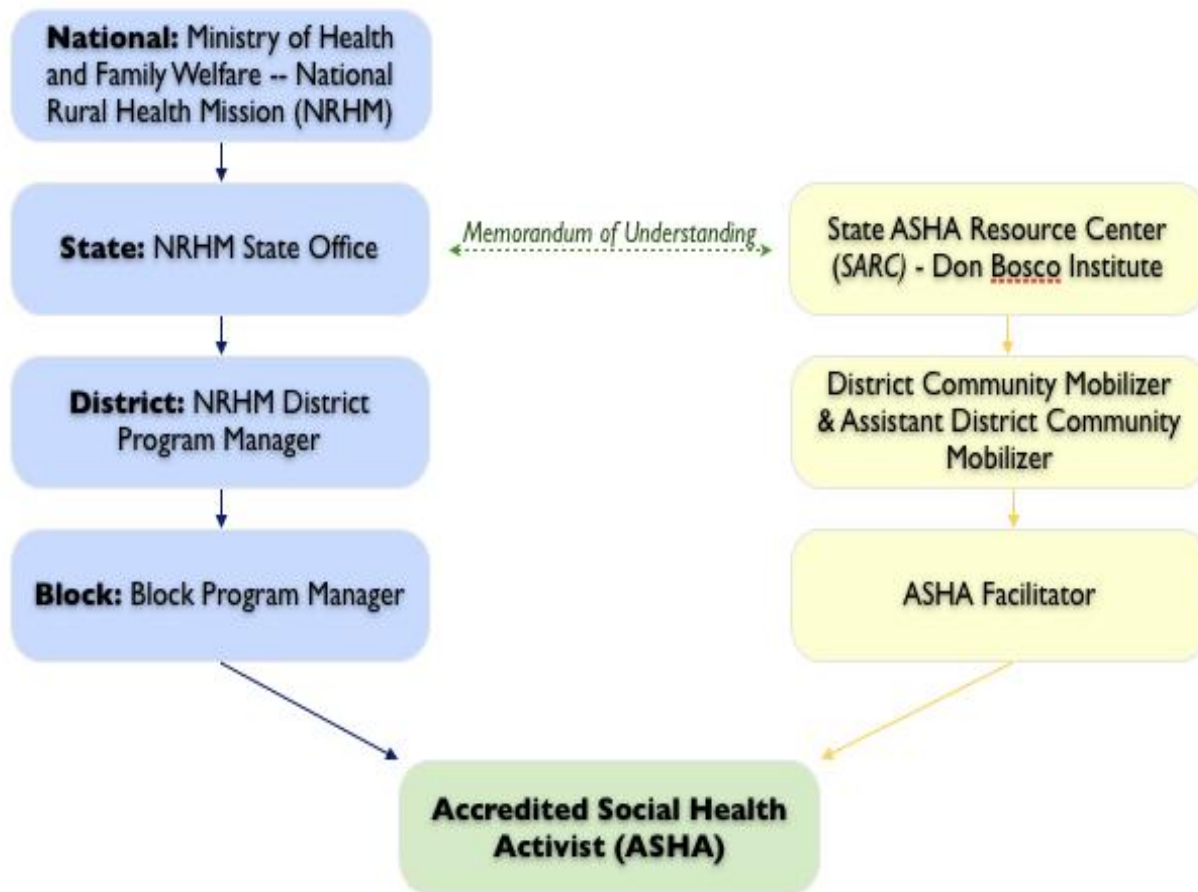 National: Ministry of Health
and Family Welfare -- National
Rural Health Mission (NRHM)
State: NRHM State Office
Memorandum of Understanding
State ASHA Resource Center
(SARC) - Don Bosco Institute
District: NRHM District
Program Manager
District Community Mobilizer
& Assistant District Community
Mobilizer
Block: Block Program Manager
ASHA Facilitator
Accredited Social Health
Activist (ASHA)